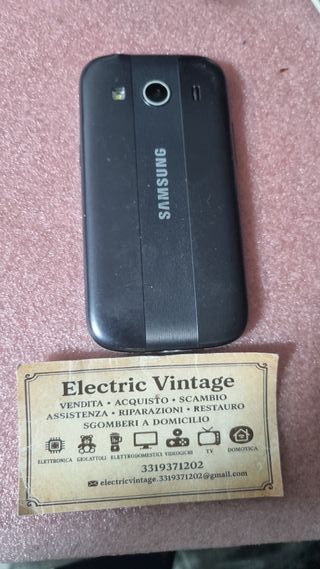 SAMSUNG
Electric Vintage
VENDITA • ACQUISTO • SCAMBIO
ASSISTENZA • RIPARAZIONI • RESTAURO
SGOMBERI A DOMICILIO
ELETTRONICA GIOCATTOLI ELETTRODOMESTICI VIDEOGICHI TV DOMOTICA
3319371202
electricvintage.3319371202@gmail.com